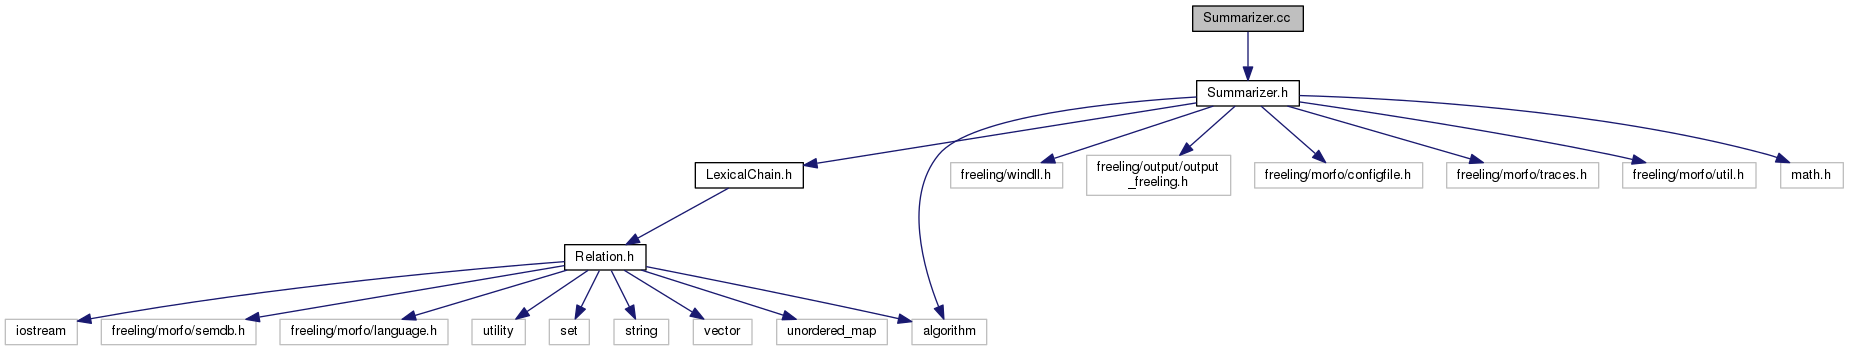 Summarizer.cc
Summarizer.h
LexicalChain.h
freeling/windll.h
freeling/output/output
_freeling.h
freeling/morfo/configfile.h
freeling/morfo/traces.h
freeling/morfo/util.h
math.h
Relation.h
iostream
freeling/morfo/semdb.h
freeling/morfo/language.h
utility
set
string
vector
unordered_map
algorithm